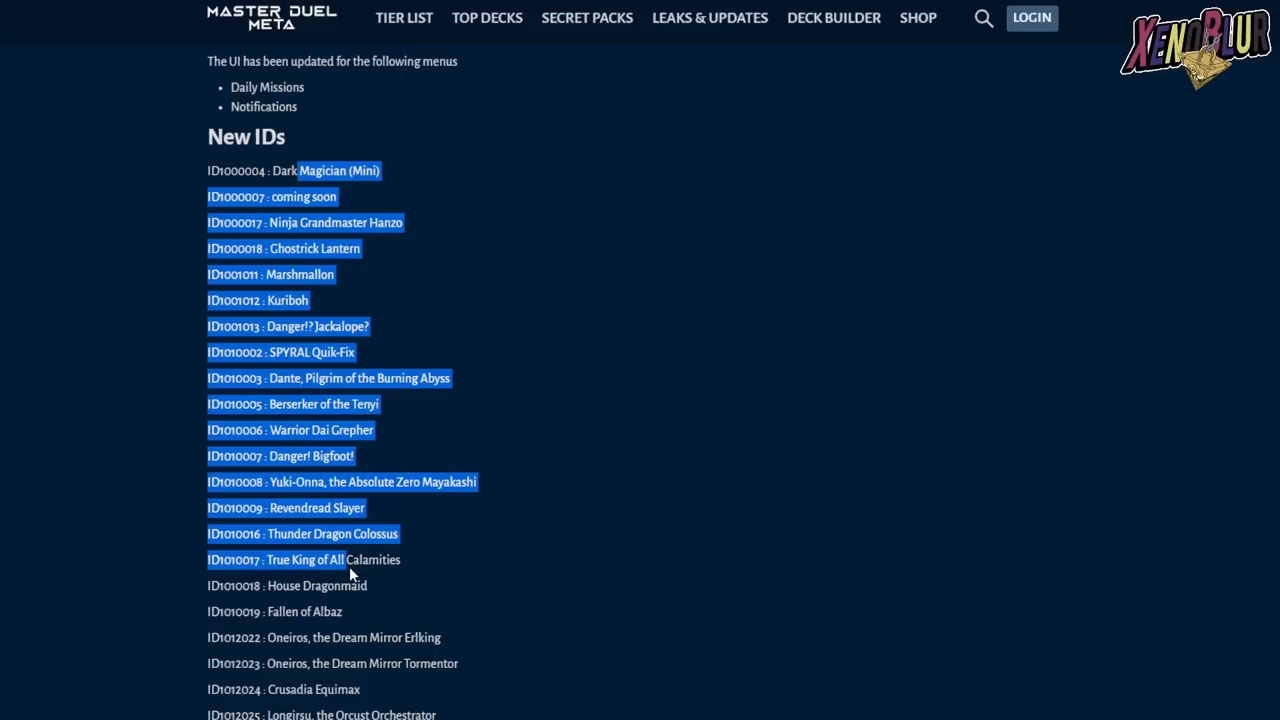 MASTER DUEL
META
TIER LIST
TOP DECKS
SECRET PACKS
LEAKS & UPDATES
DECK BUILDER
SHOP
LOGIN
XENOBLUR
The UI has been updated for the following menus
• Daily Missions
• Notifications
New IDs
ID1000004 : Dark Magician (Mini)
ID1000007 : coming soon
ID1000017 : Ninja Grandmaster Hanzo
ID1000018 : Ghostrick Lantern
ID1001011 : Marshmallon
ID1001012 : Kuriboh
ID1001013 : Danger!? Jackalope?
ID1010002 : SPYRAL Quik-Fix
ID1010003 : Dante, Pilgrim of the Burning Abyss
ID1010005 : Berserker of the Tenyi
ID1010006 : Warrior Dai Grepher
ID1010007 : Danger! Bigfoot!
ID1010008 : Yuki-Onna, the Absolute Zero Mayakashi
ID1010009 : Revendread Slayer
ID1010016 : Thunder Dragon Colossus
ID1010017 : True King of All Calamities
ID1010018 : House Dragonmaid
ID1010019 : Fallen of Albaz
ID1012022 : Oneiros, the Dream Mirror Erlking
ID1012023 : Oneiros, the Dream Mirror Tormentor
ID1012024 : Crusadia Equimax
ID1012025 : Longirsu, the Orcust Orchestrator